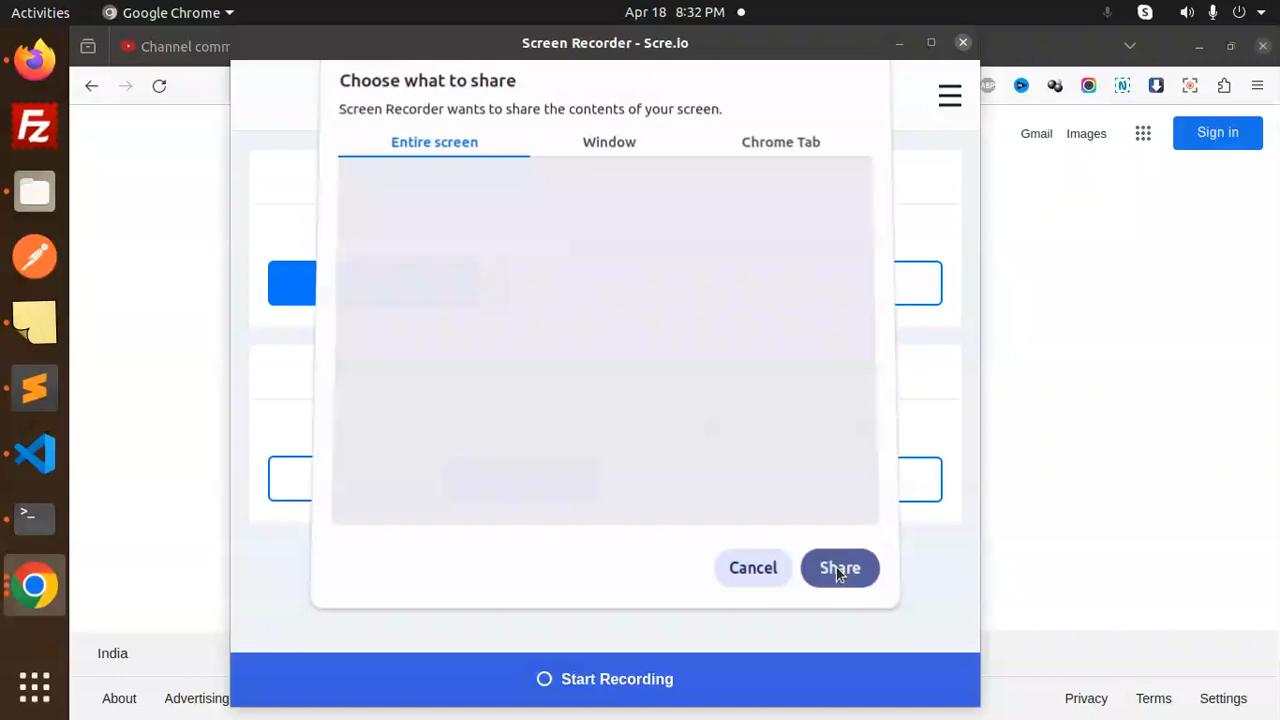 Activities
Google Chrome
Apr 18 8:32 PM
Channel comm
Screen Recorder - Scre.io
Choose what to share
Screen Recorder wants to share the contents of your screen.
Entire screen
Window
Chrome Tab
Gmail
Images
Sign in
Cancel
Share
Start Recording
India
About
Advertising
Privacy
Terms
Settings